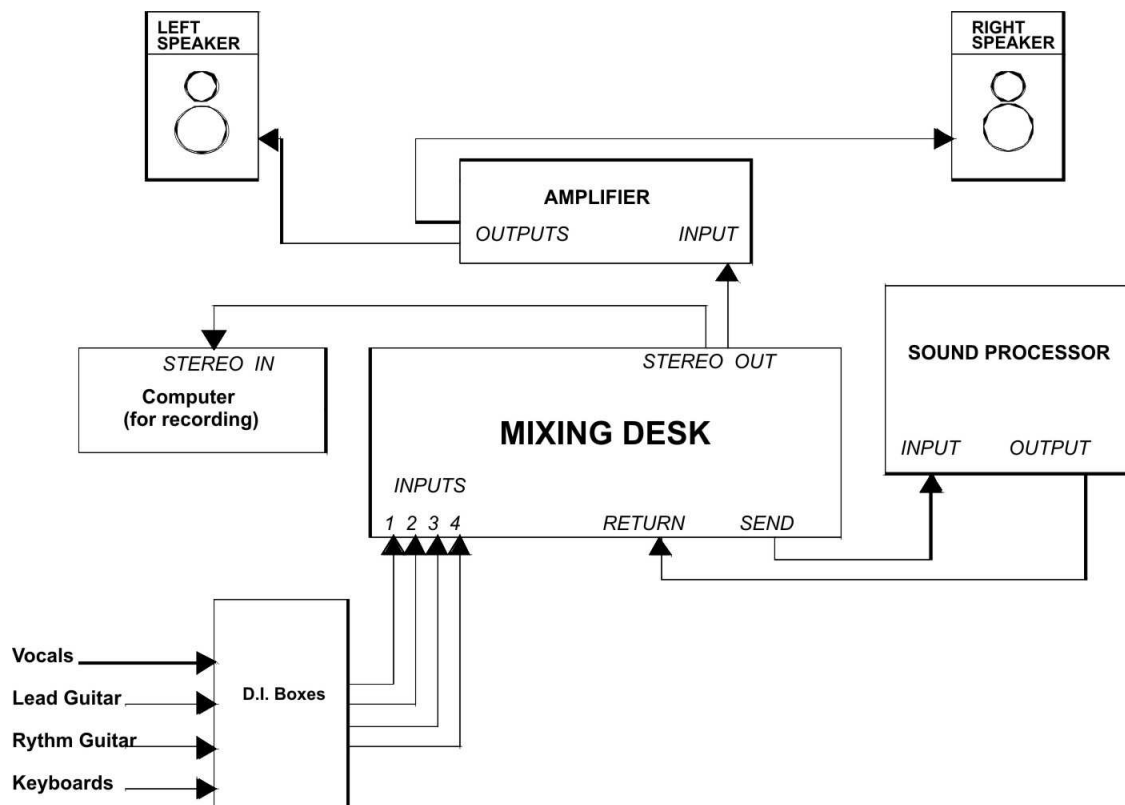 LEFT
SPEAKER
RIGHT
SPEAKER
AMPLIFIER
OUTPUTS INPUT
STEREO IN
Computer
(for recording)
STEREO OUT
MIXING DESK
INPUTS
1 2 3 4
RETURN SEND
SOUND PROCESSOR
INPUT OUTPUT
Vocals
Lead Guitar
Rythm Guitar
Keyboards
D.I. Boxes